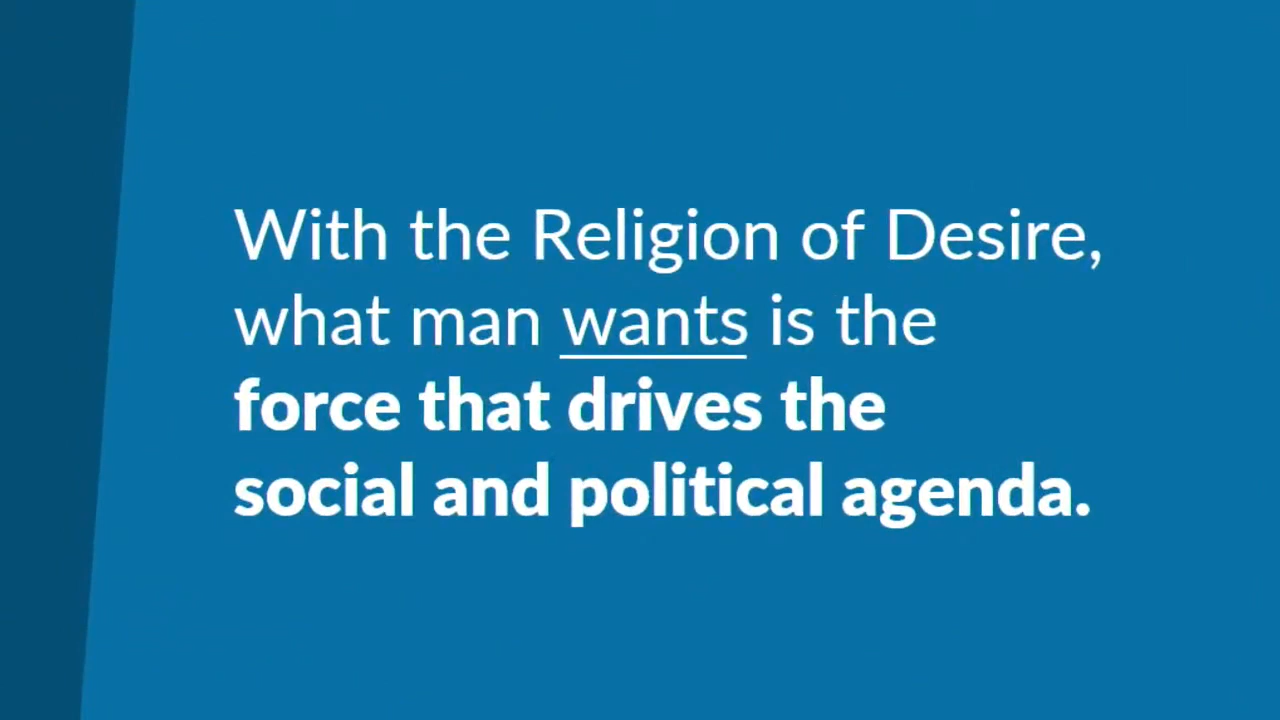 With the Religion of Desire,
what man wants is the
force that drives the
social and political agenda.